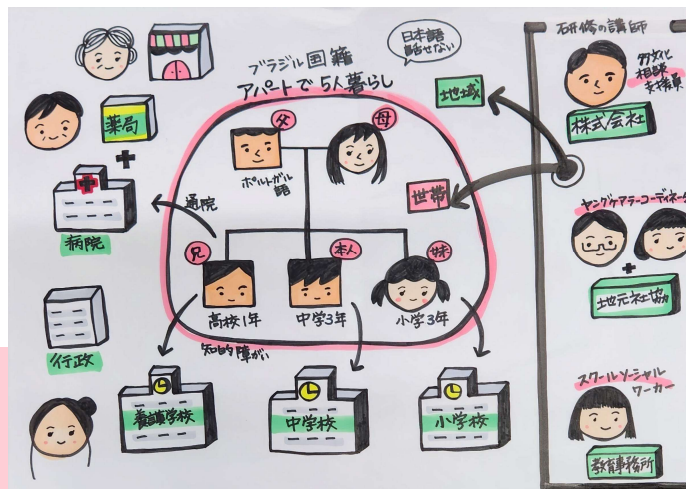 ブラジル国籍
アパートで5人暮らし
日本語
話せない
薬局
病院
通院
行政
父
母
ポルトガル
語
兄
本人
妹
高校1年
中学3年
小学3年
知的障がい
養護学校
中学校
小学校
地域
世帯
研修の講師
多文化
相談
支援員
株式会社
ヤングケアラーコーディネータ
地元社協
スクールソーシャル
ワーカー
教育事務所